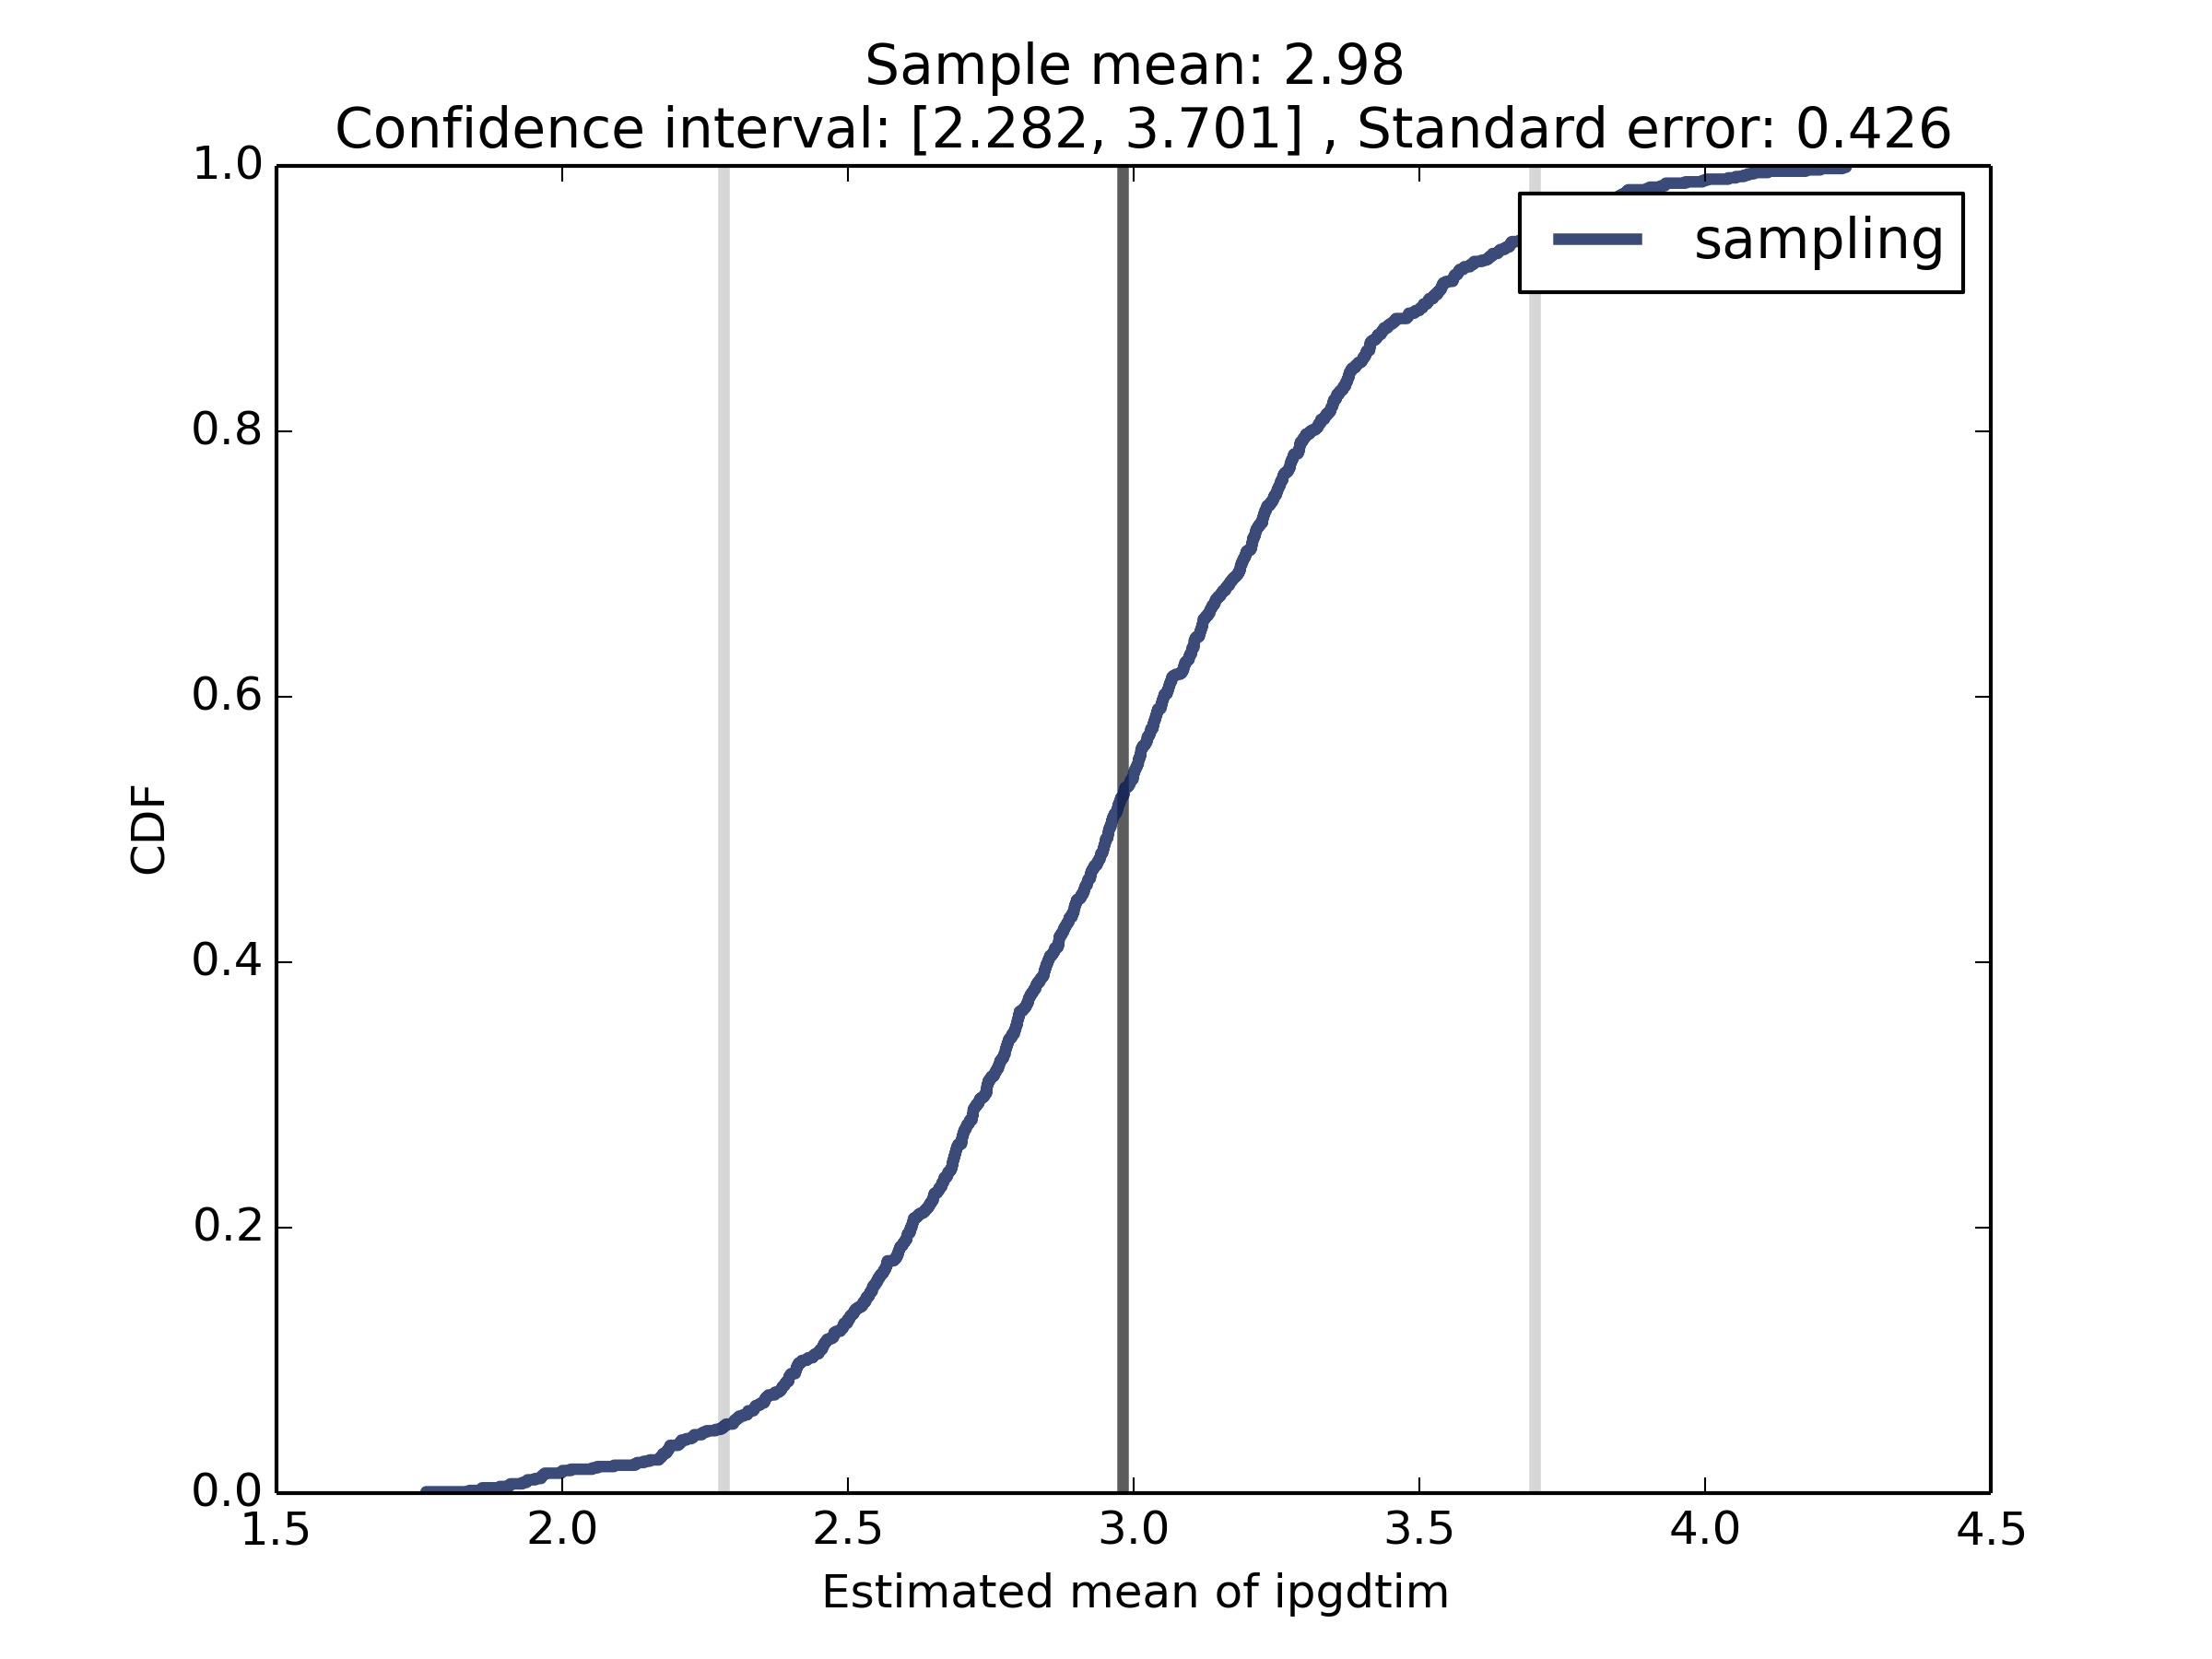 Sample mean: 2.98
Confidence interval: [2.282, 3.701] , Standard error: 0.426
sampling
1.0
0.8
0.6
0.4
0.2
0.0
CDF
1.5 2.0 2.5 3.0 3.5 4.0 4.5
Estimated mean of ipgdtim